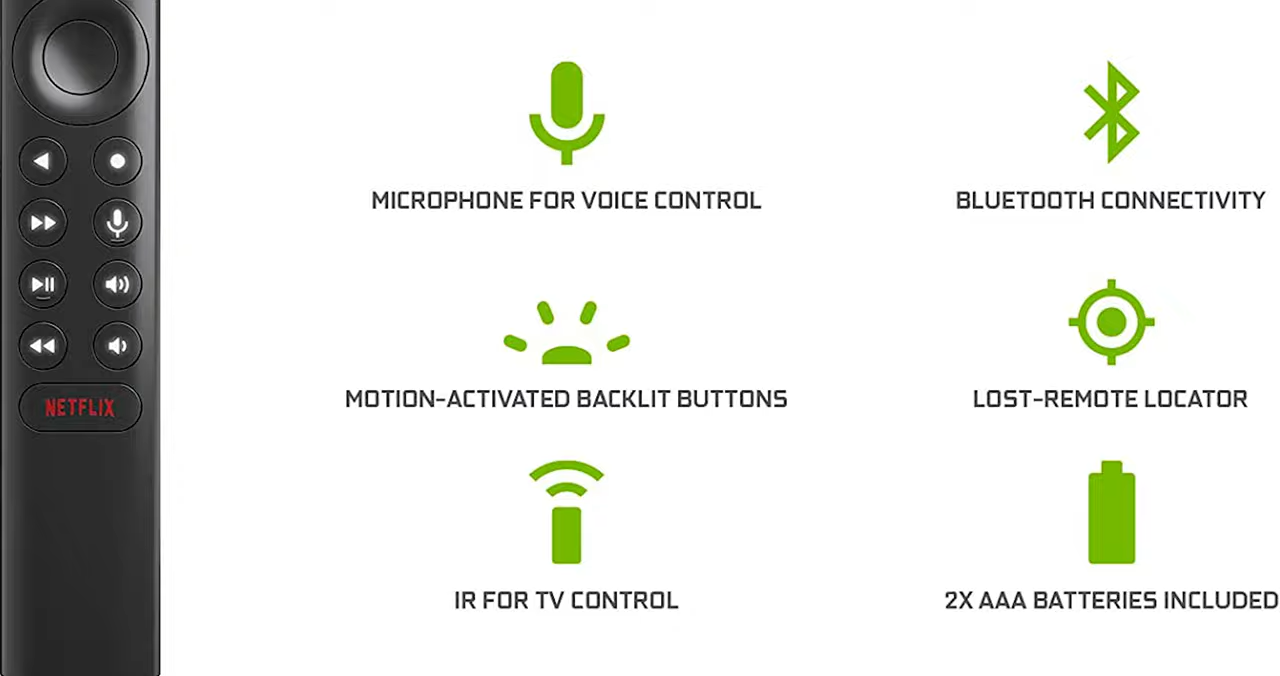 MICROPHONE FOR VOICE CONTROL
BLUETOOTH CONNECTIVITY
MOTION-ACTIVATED BACKLIT BUTTONS
LOST-REMOTE LOCATOR
NETFLIX
IR FOR TV CONTROL
2X AAA BATTERIES INCLUDED